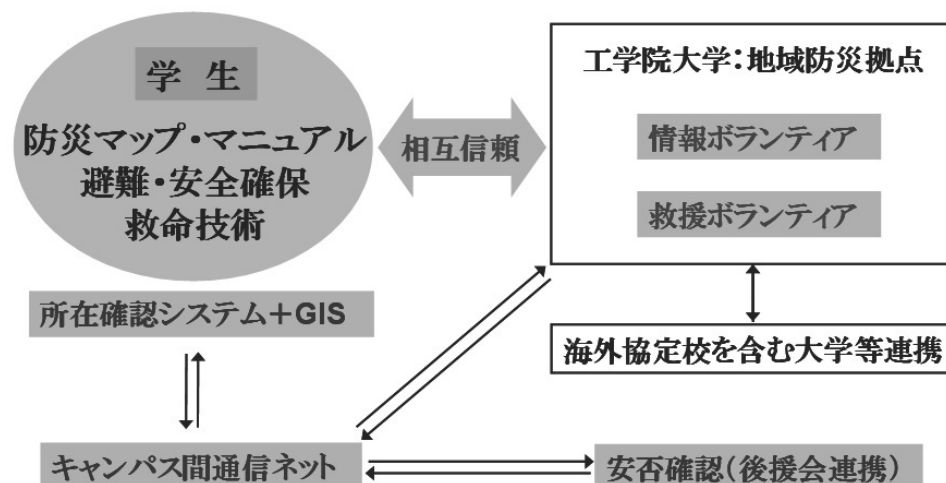 学 生
防災マップ・マニュアル
避難・安全確保
救命技術
相互信頼
工学院大学:地域防災拠点
情報ボランティア
救援ボランティア
所在確認システム+GIS
海外協定校を含む大学等連携
キャンパス間通信ネット
安否確認(後援会連携)